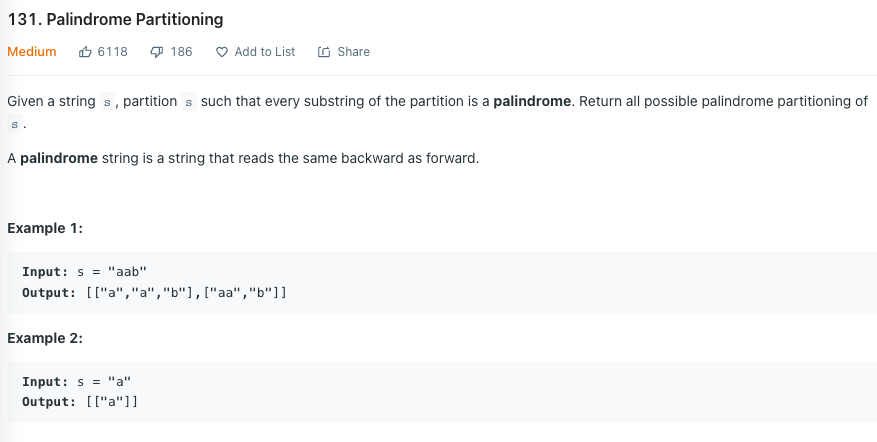 131. Palindrome Partitioning
Medium 6118 186 Add to List Share
Given a string s, partition s such that every substring of the partition is a palindrome. Return all possible palindrome partitioning of
s.
A palindrome string is a string that reads the same backward as forward.
Example 1:
Input: s = "aab"
Output: [["a","a","b"],["aa","b"]]
Example 2:
Input: s = "a"
Output: [["a"]]